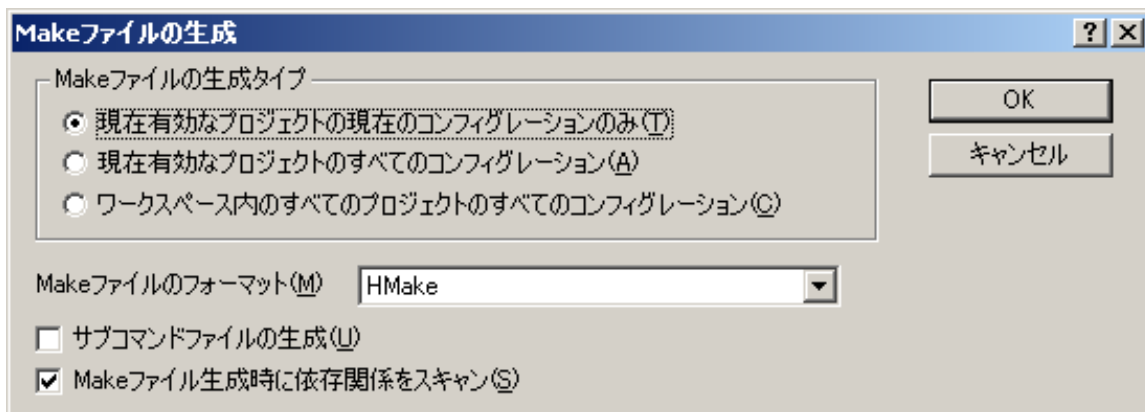 Makeファイルの生成
Makeファイルの生成タイプ
現在有効なプロジェクトの現在のコンフィグレーションのみ(T)
現在有効なプロジェクトのすべてのコンフィグレーション(A)
ワークスペース内のすべてのプロジェクトのすべてのコンフィグレーション(C)
OK
キャンセル
Makeファイルのフォーマット(M) HMake
サブコマンドファイルの生成(U)
Makeファイル生成時に依存関係をスキャン(S)